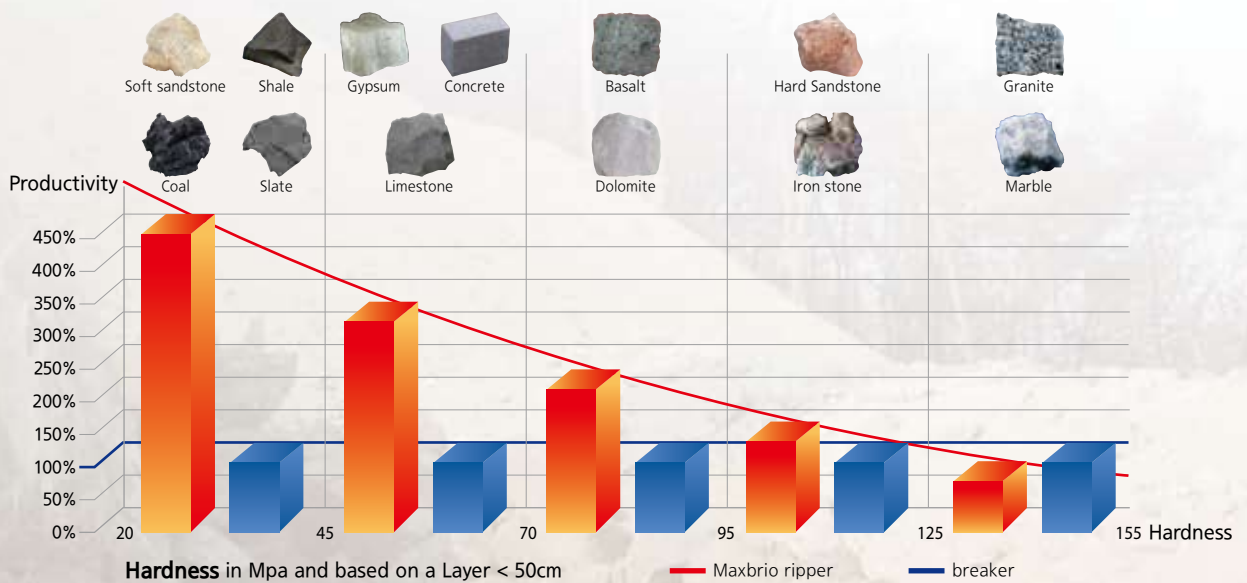 Soft sandstone Shale Gypsum Concrete Basalt Hard Sandstone Granite
Coal Slate Limestone Dolomite Iron stone Marble
Productivity
450%
400%
350%
300%
250%
200%
150%
100%
50%
0%
20 45 70 95 125 155 Hardness
Hardness in Mpa and based on a Layer < 50cm Maxbrio ripper breaker